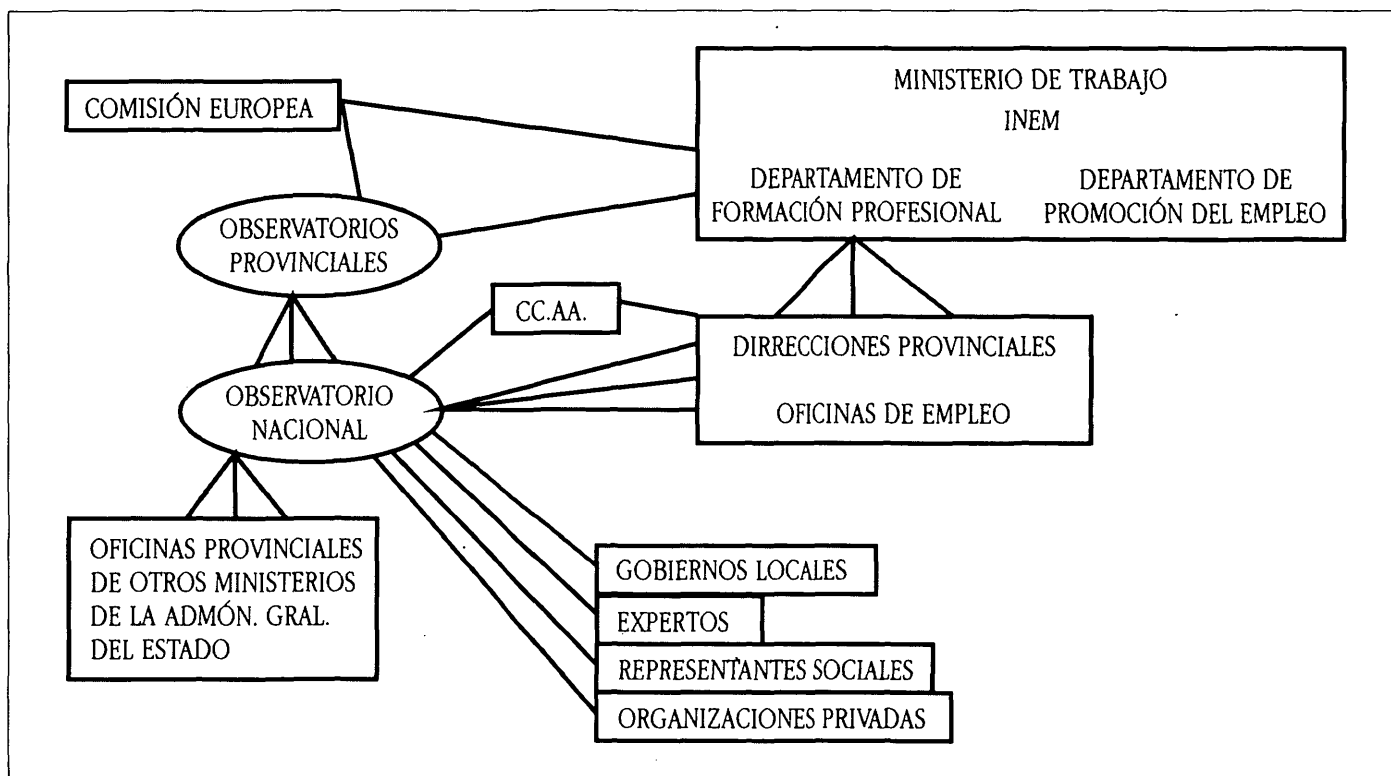 COMISIÓN EUROPEA
MINISTERIO DE TRABAJO
INEM
DEPARTAMENTO DE
FORMACIÓN PROFESIONAL
DEPARTAMENTO DE
PROMOCIÓN DEL EMPLEO
OBSERVATORIOS
PROVINCIALES
CC.AA.
DIRRECCIONES PROVINCIALES
OFICINAS DE EMPLEO
OBSERVATORIO
NACIONAL
OFICINAS PROVINCIALES
DE OTROS MINISTERIOS
DE LA ADMÓN. GRAL.
DEL ESTADO
GOBIERNOS LOCALES
EXPERTOS
REPRESENTANTES SOCIALES
ORGANIZACIONES PRIVADAS